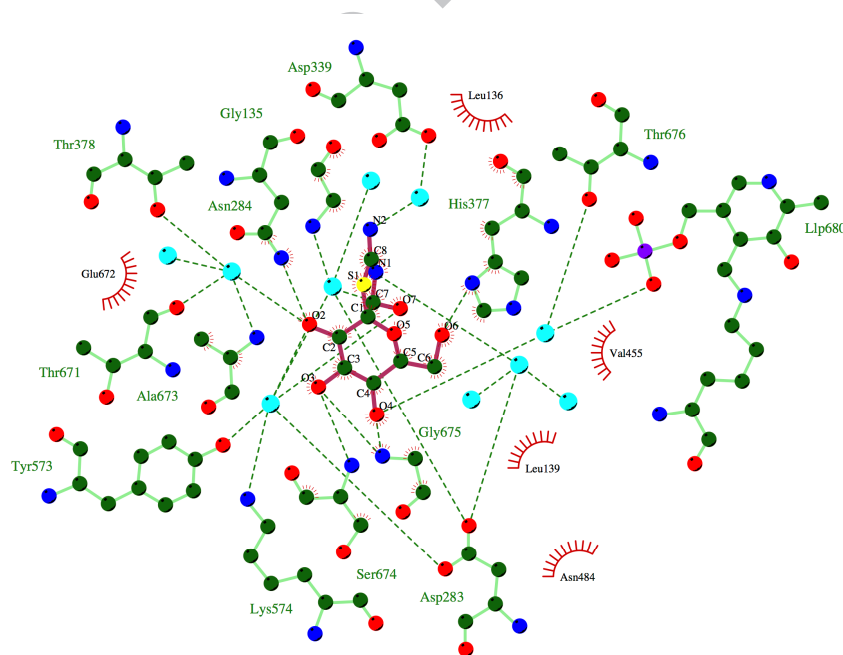 Asp339
Leu136
Gly135
Thr676
Thr378
Asn284
His377
N2
Llp680
C8
N1
Glu672
S1
C7
O7
C1
O2
O5
O6
C2
C5
Val455
C3
C6
Thr671
O3
C4
Ala673
O4
Gly675
Tyr573
Leu139
Ser674
Asn484
Lys574
Asp283